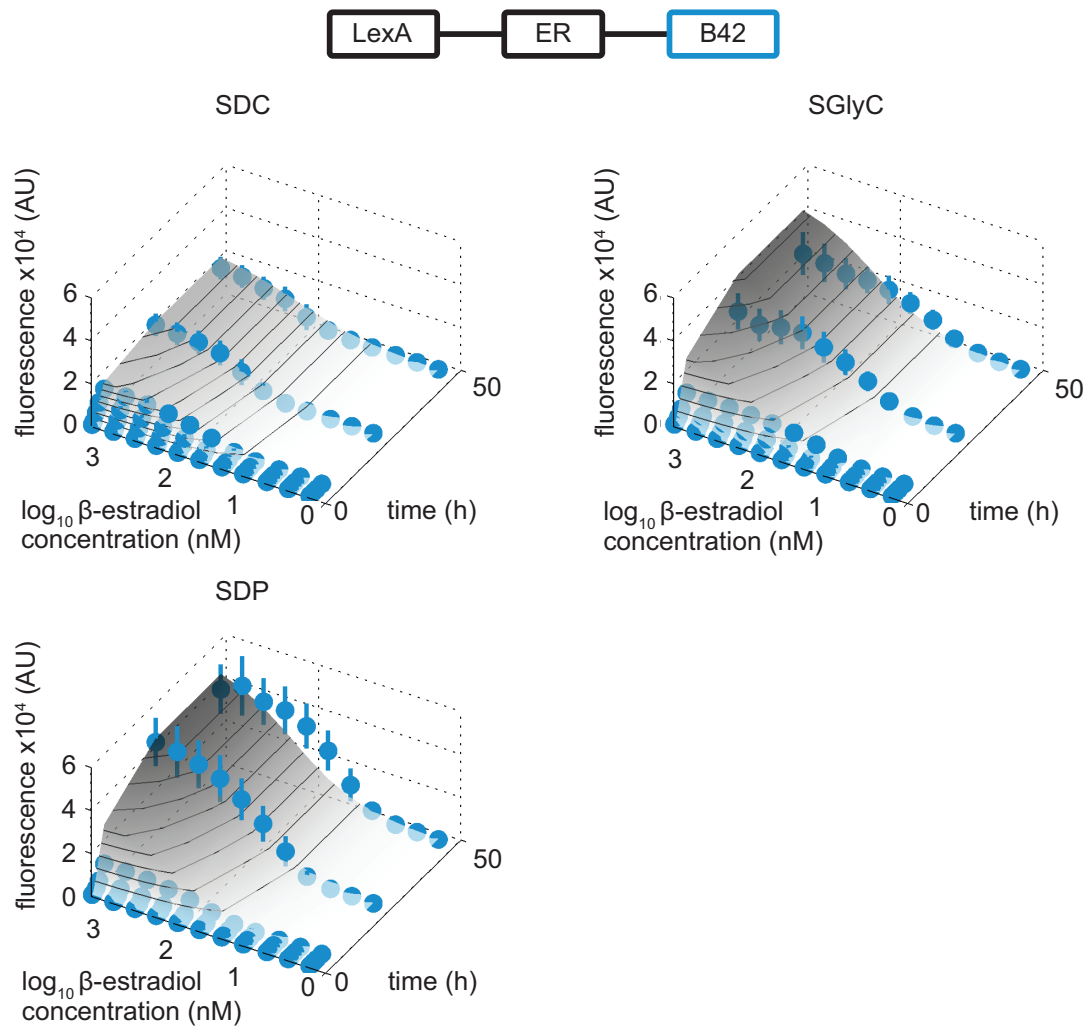 LexA ER B42
SDC
fluorescence x10⁴ (AU)
6
4
2
0
3
2
1
0
0
50
log₁₀ β-estradiol
concentration (nM)
time (h)
SGlyC
fluorescence x10⁴ (AU)
6
4
2
0
3
2
1
0
0
50
log₁₀ β-estradiol
concentration (nM)
time (h)
SDP
fluorescence x10⁴ (AU)
6
4
2
0
3
2
1
0
0
50
log₁₀ β-estradiol
concentration (nM)
time (h)